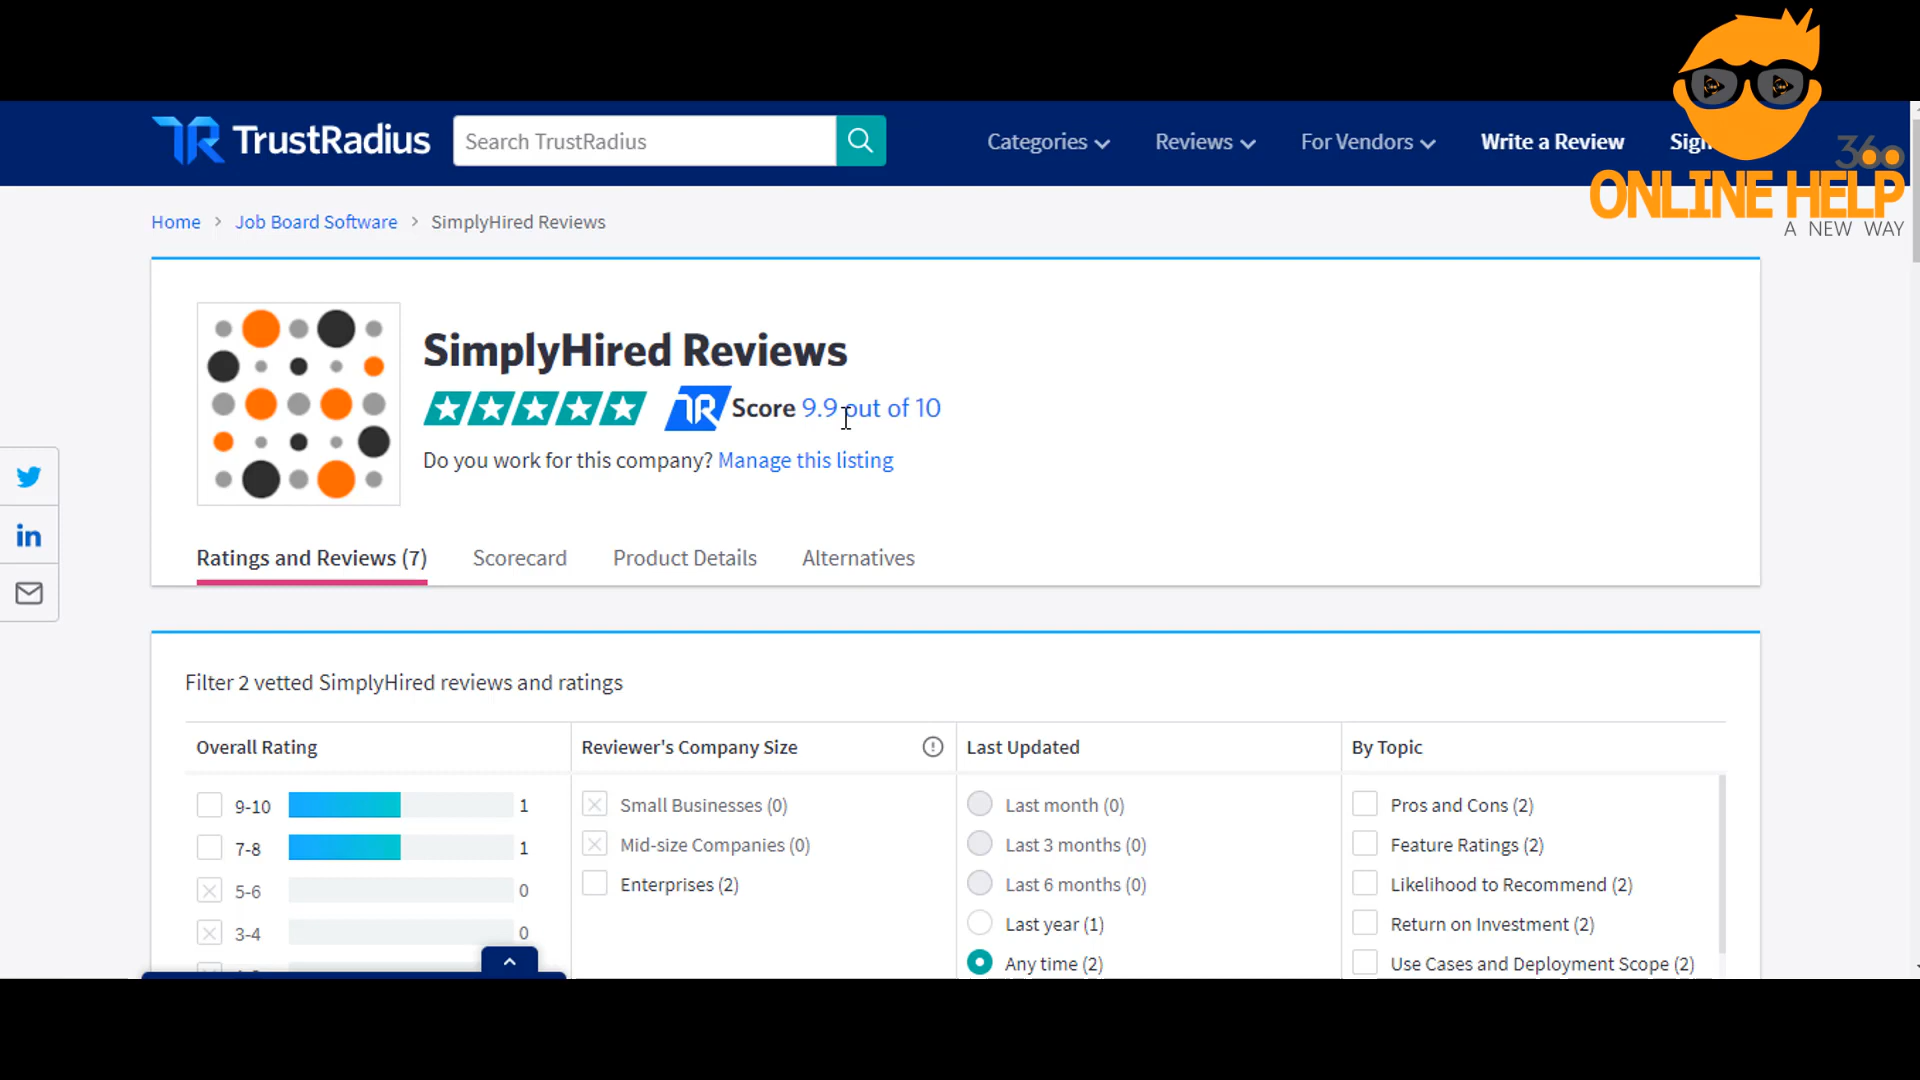 TrustRadius
Search TrustRadius
Categories
Reviews
For Vendors
Write a Review
Sign
36
ONLINE HELP
A NEW WAY
Home > Job Board Software > SimplyHired Reviews
SimplyHired Reviews
TR Score 9.9 out of 10
Do you work for this company? Manage this listing
in
Ratings and Reviews (7)
Scorecard
Product Details
Alternatives
Filter 2 vetted SimplyHired reviews and ratings
Overall Rating
9-10 1
7-8 1
5-6 0
3-4 0
Reviewer's Company Size
Small Businesses (0)
Mid-size Companies (0)
Enterprises (2)
Last Updated
Last month (0)
Last 3 months (0)
Last 6 months (0)
Last year (1)
Any time (2)
By Topic
Pros and Cons (2)
Feature Ratings (2)
Likelihood to Recommend (2)
Return on Investment (2)
Use Cases and Deployment Scope (2)